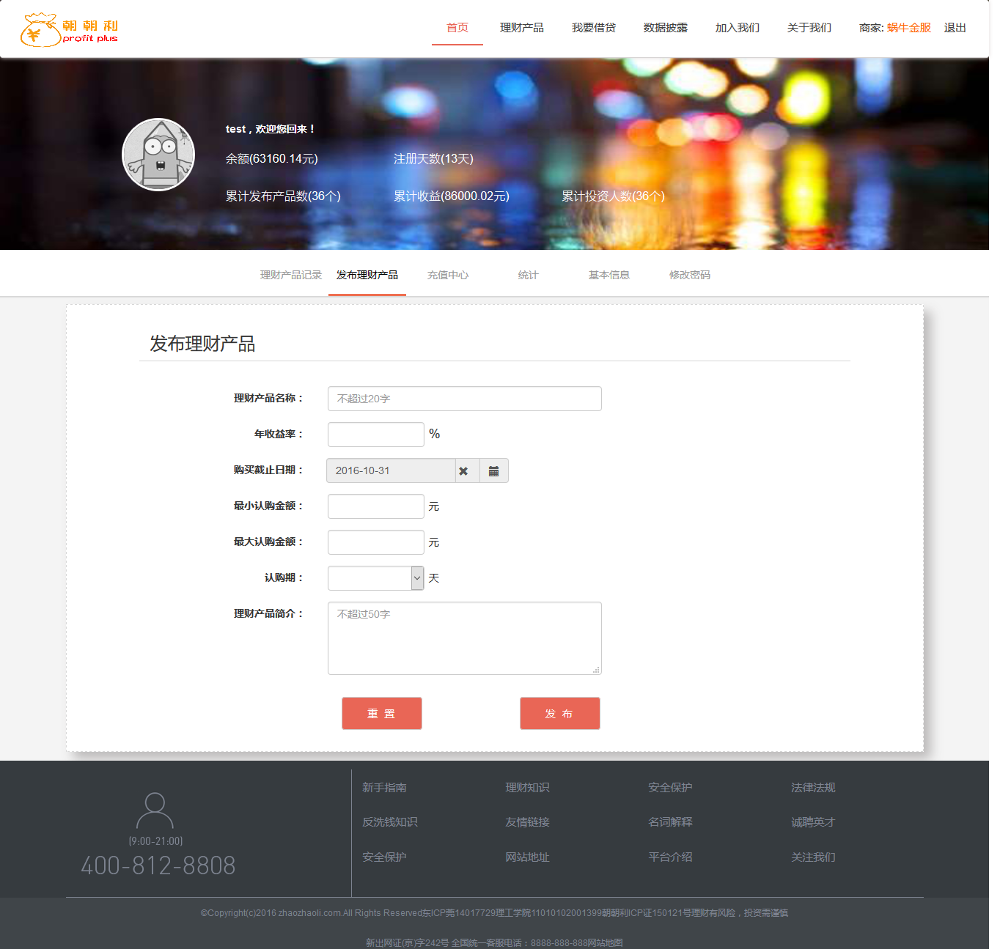 朝朝利
profit plus
首页 理财产品 我要借贷 数据披露 加入我们 关于我们 商家: 蜗牛金服 退出
test，欢迎您回来！
余额(63160.14元) 注册天数(13天)
累计发布产品数(36个) 累计收益(86000.02元) 累计投资人数(36个)
理财产品记录 发布理财产品 充值中心 统计 基本信息 修改密码
发布理财产品
理财产品名称： 不超过20字
年收益率： %
购买截止日期： 2016-10-31
最小认购金额： 元
最大认购金额： 元
认购期： 天
理财产品简介： 不超过50字
重 置 发 布
新手指南 理财知识 安全保护 法律法规
反洗钱知识 友情链接 名词解释 诚聘英才
安全保护 网站地址 平台介绍 关注我们
(9:00-21:00)
400-812-8808
©Copyright(c)2016 zhaozhaoli.com.All Rights Reserved东ICP莞14017729理工学院11010102001399朝朝利ICP证150121号理财有风险，投资需谨慎
新出网证(京)字242号 全国统一客服电话：8888-888-888网站地图